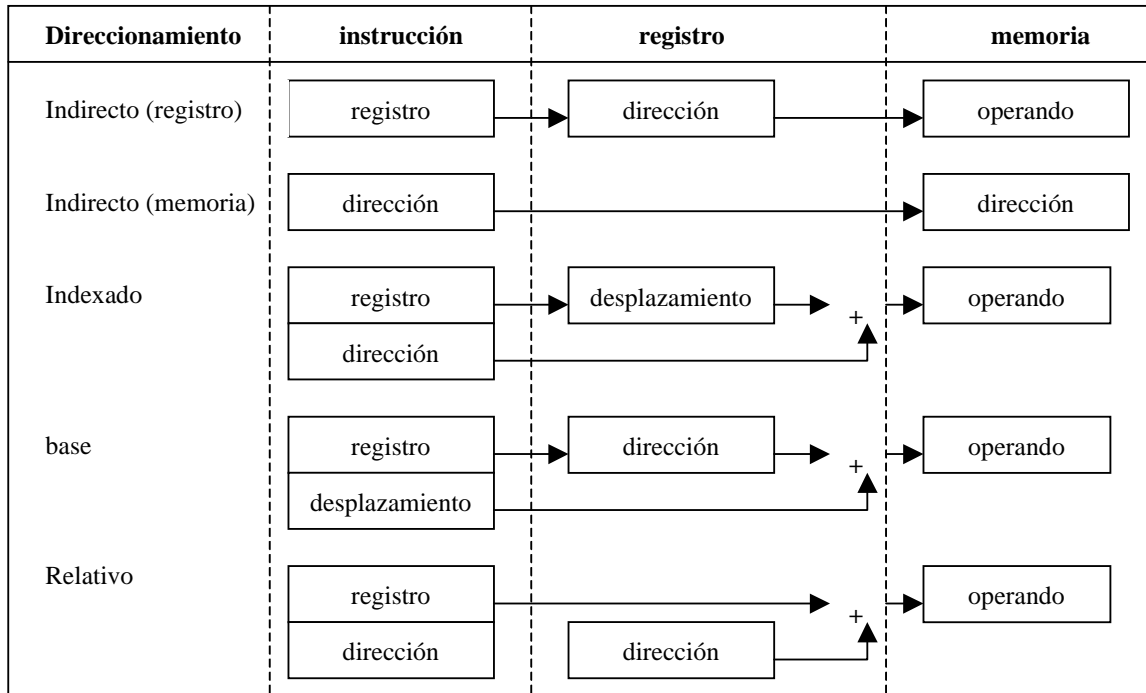 Direccionamiento instrucción registro memoria
Indirecto (registro) registro dirección operando
Indirecto (memoria) dirección dirección
Indexado registro desplazamiento + operando
dirección
base registro dirección + operando
desplazamiento
Relativo
registro + operando
dirección dirección